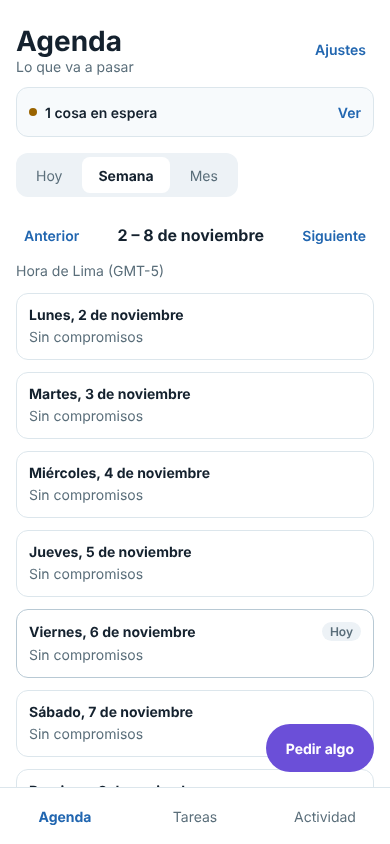 Agenda
Ajustes
Lo que va a pasar
1 cosa en espera
Ver
Hoy
Semana
Mes
Anterior
2 – 8 de noviembre
Siguiente
Hora de Lima (GMT-5)
Lunes, 2 de noviembre
Sin compromisos
Martes, 3 de noviembre
Sin compromisos
Miércoles, 4 de noviembre
Sin compromisos
Jueves, 5 de noviembre
Sin compromisos
Viernes, 6 de noviembre
Hoy
Sin compromisos
Sábado, 7 de noviembre
Sin compromisos
Pedir algo
Agenda
Tareas
Actividad